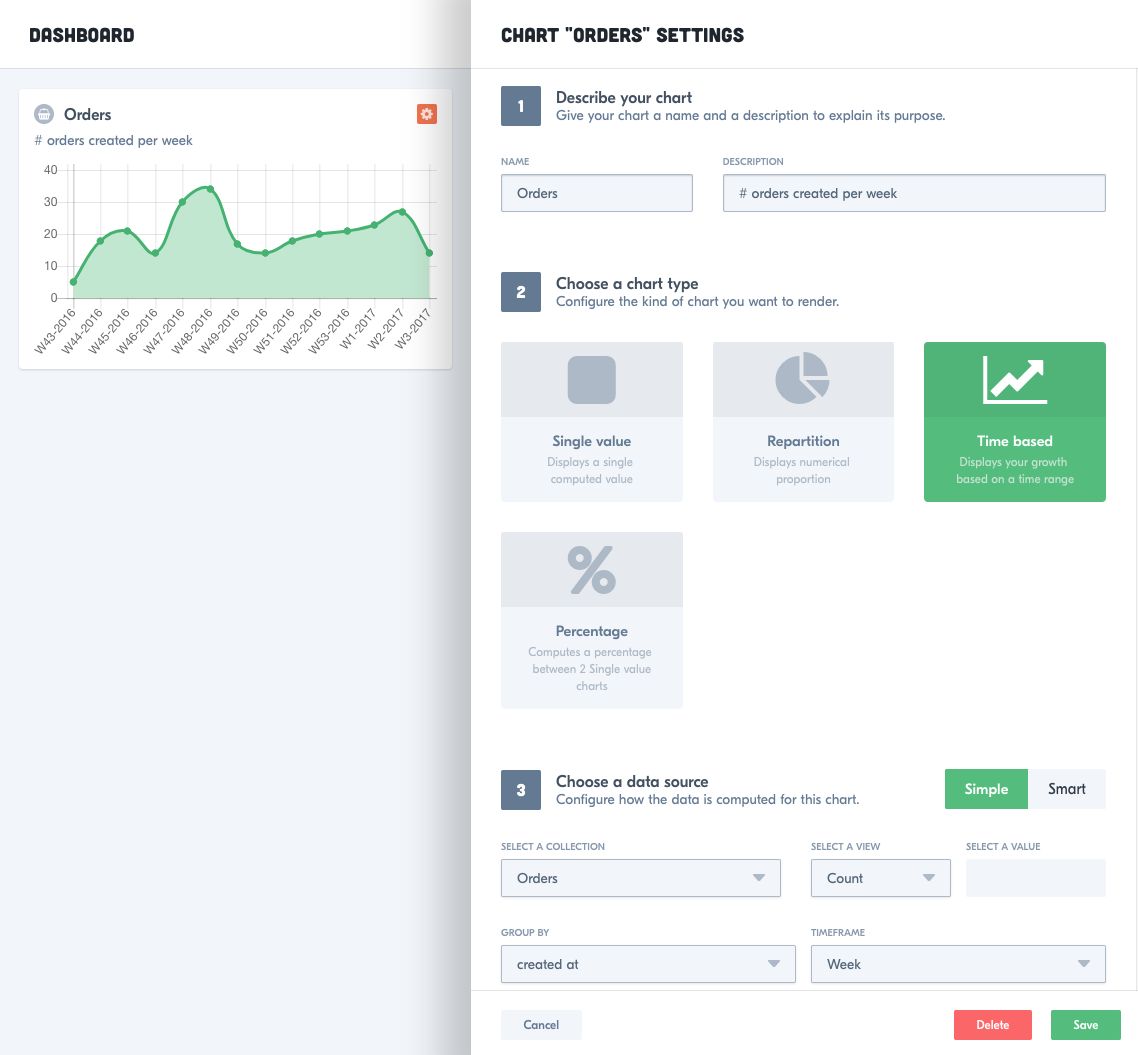 DASHBOARD
Orders
# orders created per week
40
30
20
10
0
W43-2016
W44-2016
W45-2016
W46-2016
W47-2016
W48-2016
W49-2016
W50-2016
W51-2016
W52-2016
W53-2016
W1-2017
W2-2017
W3-2017
CHART "ORDERS" SETTINGS
1
Describe your chart
Give your chart a name and a description to explain its purpose.
NAME
DESCRIPTION
Orders
# orders created per week
2
Choose a chart type
Configure the kind of chart you want to render.
Single value
Displays a single
computed value
Repartition
Displays numerical
proportion
Time based
Displays your growth
based on a time range
%
Percentage
Computes a percentage
between 2 Single value
charts
3
Choose a data source
Configure how the data is computed for this chart.
Simple
Smart
SELECT A COLLECTION
SELECT A VIEW
SELECT A VALUE
Orders
Count
GROUP BY
TIMEFRAME
created at
Week
Cancel
Delete
Save